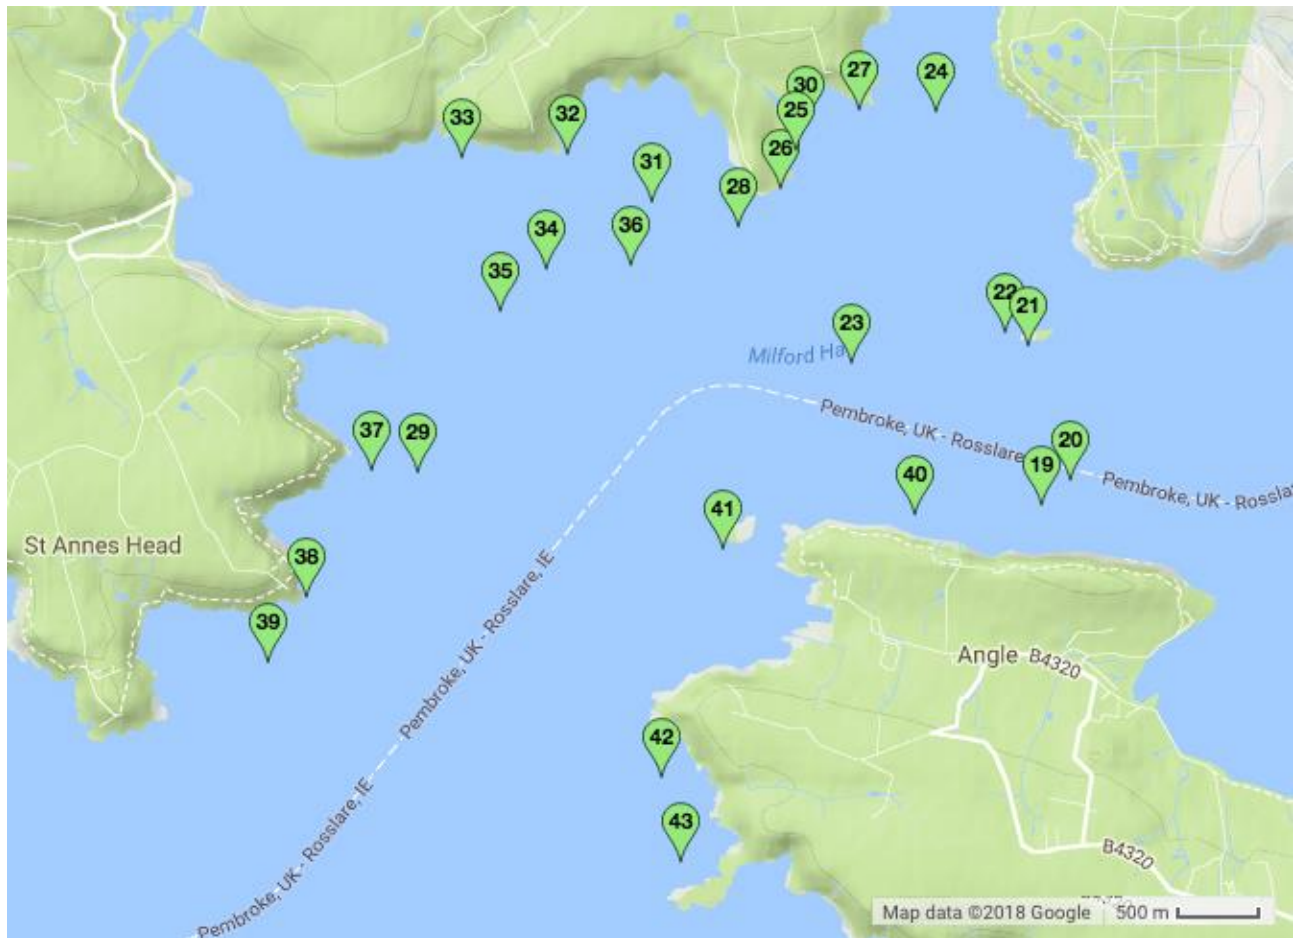 27
24
30
25
33
32
26
31
28
36
34
35
22
21
23
Milford Ha
Pembroke, UK - Rosslare
37
29
20
19
Pembroke, UK - Rossla
40
41
St Annes Head
38
Pembroke, UK - Rosslare, IE
39
Angle
B4320
42
43
Pembroke, UK - Rosslare, IE
B4320
Map data ©2018 Google
500 m